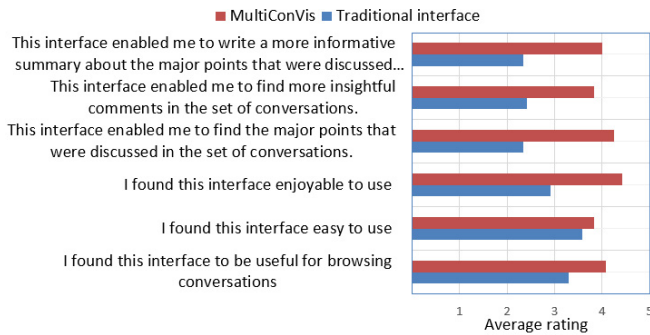 MultiConVis Traditional interface
This interface enabled me to write a more informative
summary about the major points that were discussed...
This interface enabled me to find more insightful
comments in the set of conversations.
This interface enabled me to find the major points that
were discussed in the set of conversations.
I found this interface enjoyable to use
I found this interface easy to use
I found this interface to be useful for browsing
conversations
1 2 3 4 5
Average rating